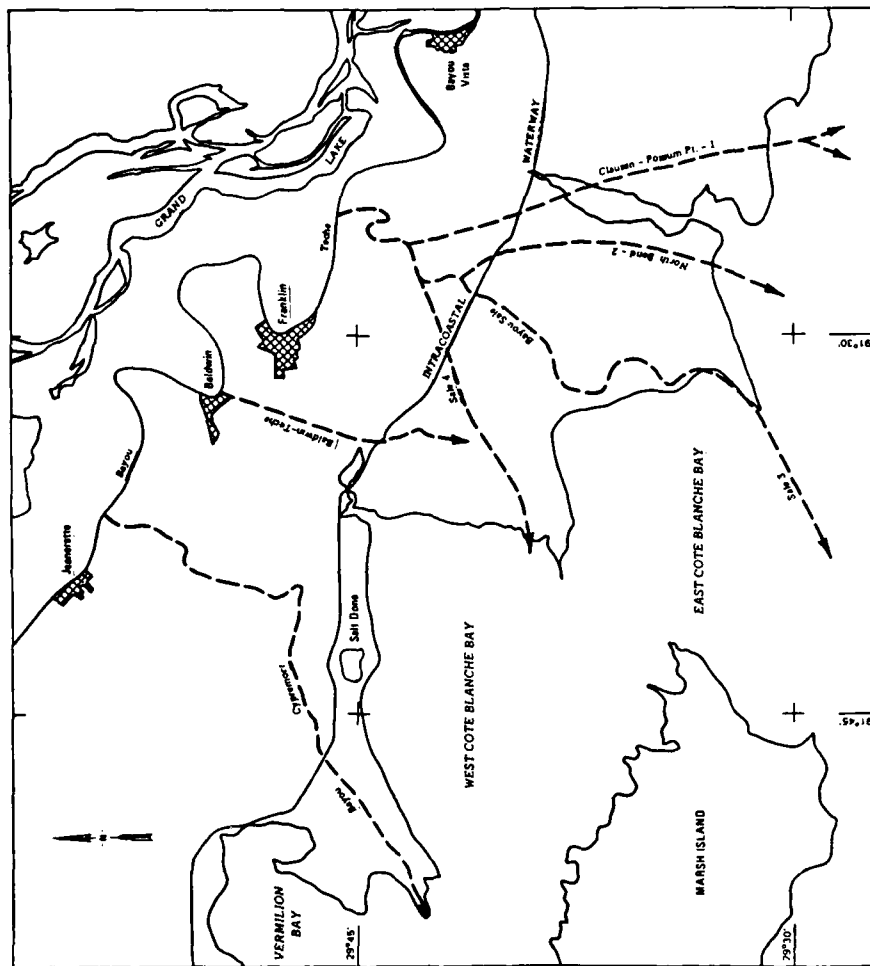 Bayou
Vista
GRAND
LAKE
WATERWAY
Clausen - Possum Pt. - 1
Teche
Franklin
North Bend - 2
INTRACOASTAL
Bayou Sale
91°30'
Sale 4
Baldwin
Baldwin-Teche
Bayou
Jeanerette
EAST COTE BLANCHE BAY
Sale 3
Salt Dome
WEST COTE BLANCHE BAY
Cypremort
Bayou
91°45'
N
MARSH ISLAND
VERMILION
BAY
29°45'
29°30'